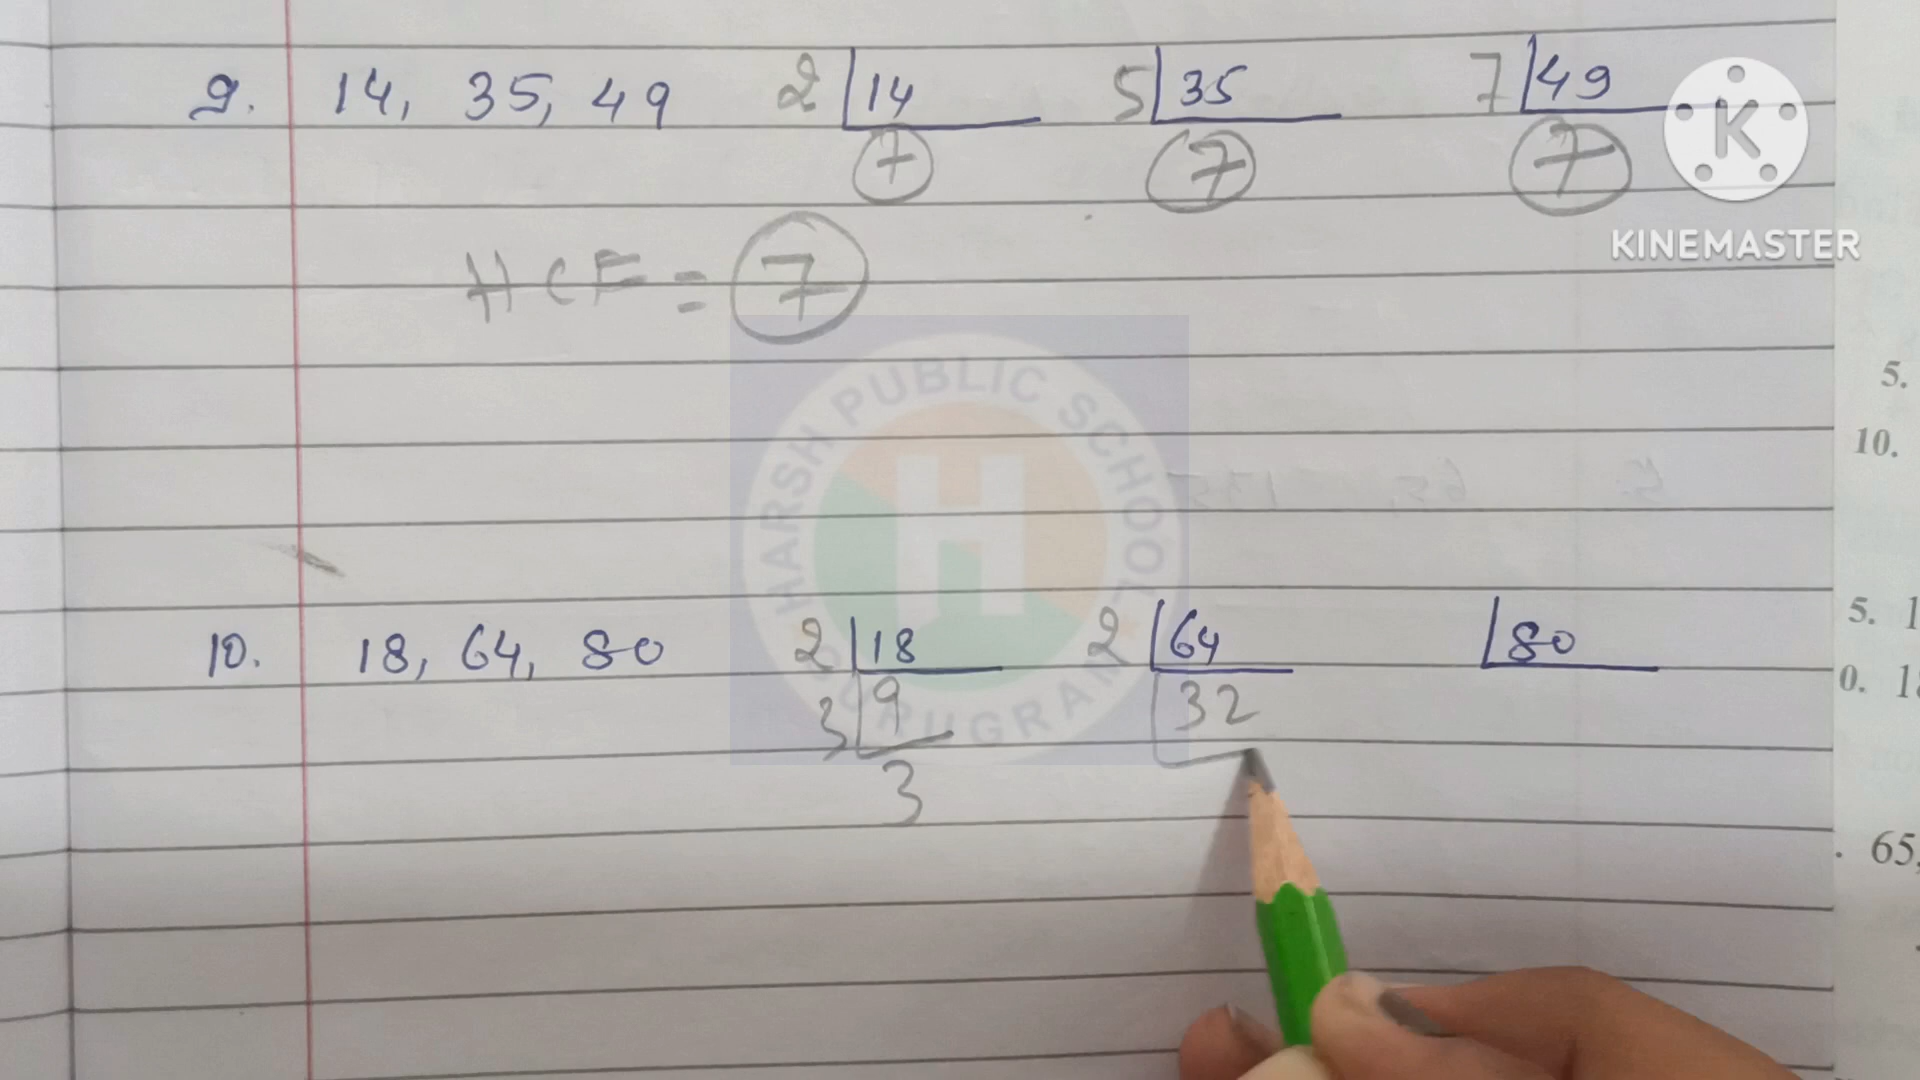 9. 14, 35, 49 2 14 5 35 7 49
7 7 7
KINEMASTER
HCF = 7
HARSH PUBLIC SCHOOL
GURUGRAM
5.
10.
10. 18, 64, 80 2 18 2 64 80
3 9 32
3
5. 1
0. 18
. 65,